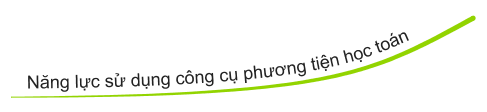 Năng lực sử dụng công cụ phương tiện học toán